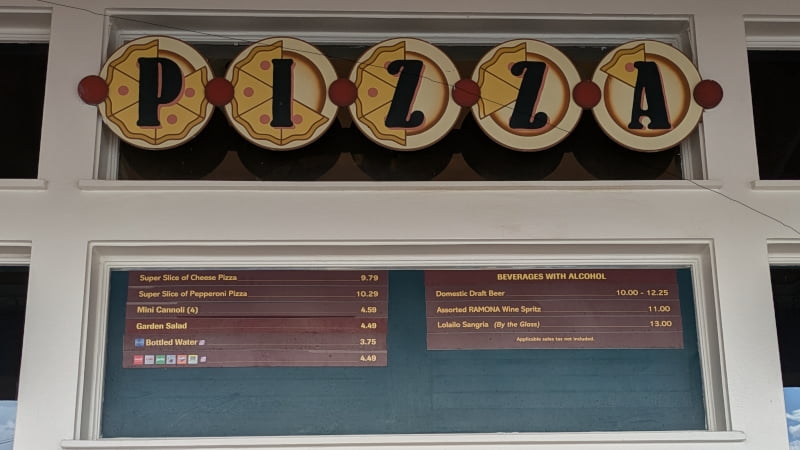 PIZZA
Super Slice of Cheese Pizza 9.79
Super Slice of Pepperoni Pizza 10.29
Mini Cannoli (4) 4.59
Garden Salad 4.49
Bottled Water 3.75
4.49
BEVERAGES WITH ALCOHOL
Domestic Draft Beer 10.00 - 12.25
Assorted RAMONA Wine Spritz 11.00
Lolailo Sangria (By the Glass) 13.00
Applicable sales tax not included.